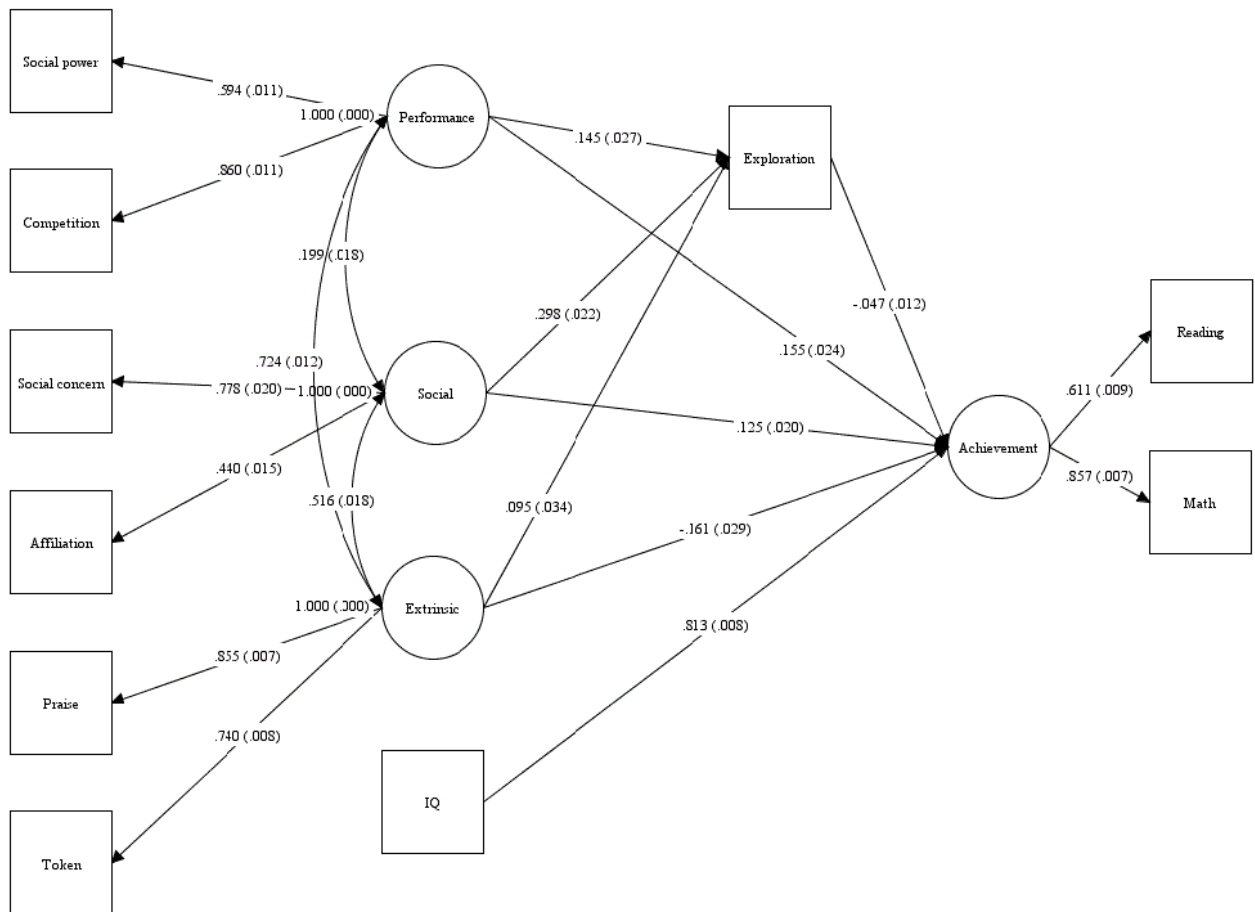 Social power
.594 (.011)
1.000 (.000)
Performance
.860 (.011)
.145 (.027)
Exploration
Competition
.199 (.018)
-.047 (.012)
.298 (.022)
Reading
.155 (.024)
.724 (.012)
Social concern
.778 (.020)
1.000 (.000)
Social
.611 (.009)
.125 (.020)
Achievement
.440 (.015)
.857 (.007)
.516 (.018)
.095 (.034)
Math
-.161 (.029)
Affiliation
1.000 (.000)
Extrinsic
.813 (.008)
.855 (.007)
Praise
.740 (.008)
IQ
Token